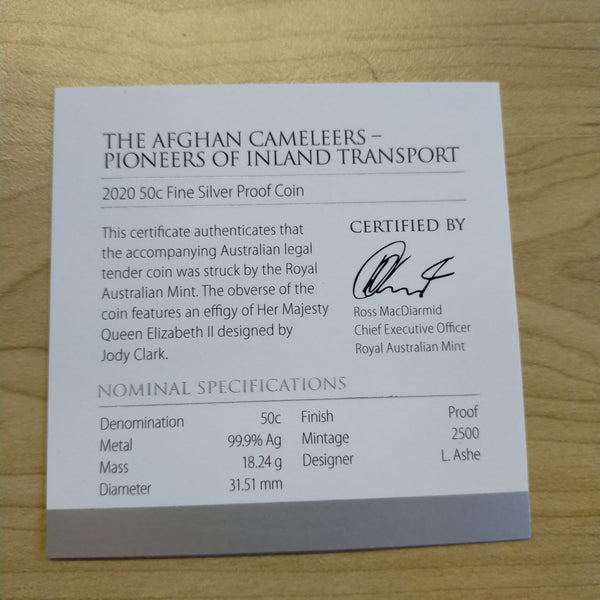 THE AFGHAN CAMELEERS –
PIONEERS OF INLAND TRANSPORT
2020 50c Fine Silver Proof Coin
This certificate authenticates that
the accompanying Australian legal
tender coin was struck by the Royal
Australian Mint. The obverse of the
coin features an effigy of Her Majesty
Queen Elizabeth II designed by
Jody Clark.
CERTIFIED BY
Ross MacDiarmid
Chief Executive Officer
Royal Australian Mint
NOMINAL SPECIFICATIONS
Denomination 50c
Metal 99.9% Ag
Mass 18.24 g
Diameter 31.51 mm
Finish Proof
Mintage 2500
Designer L. Ashe